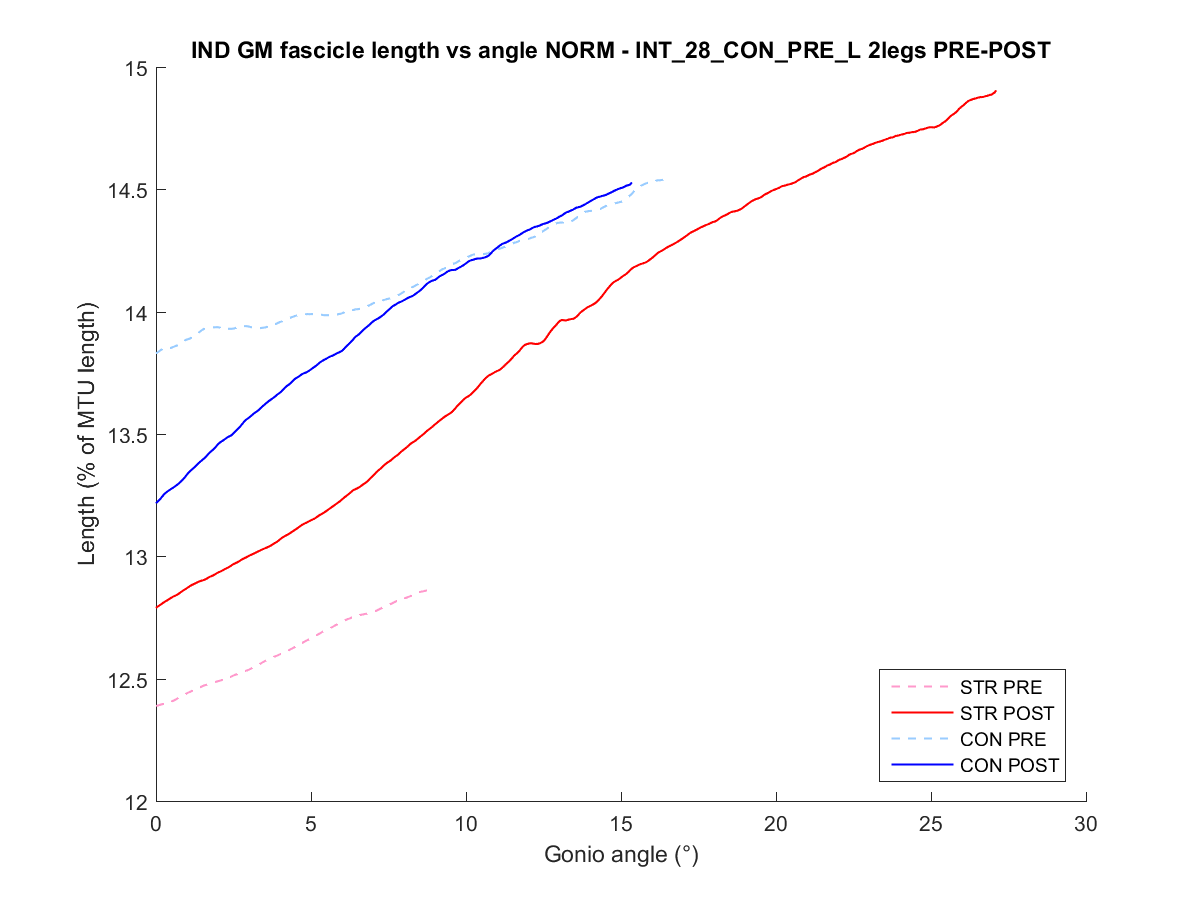 IND GM fascicle length vs angle NORM - INT_28_CON_PRE_L 2legs PRE-POST
15
14.5
14
13.5
13
12.5
12
Length (% of MTU length)
0 5 10 15 20 25 30
Gonio angle (°)
STR PRE
STR POST
CON PRE
CON POST